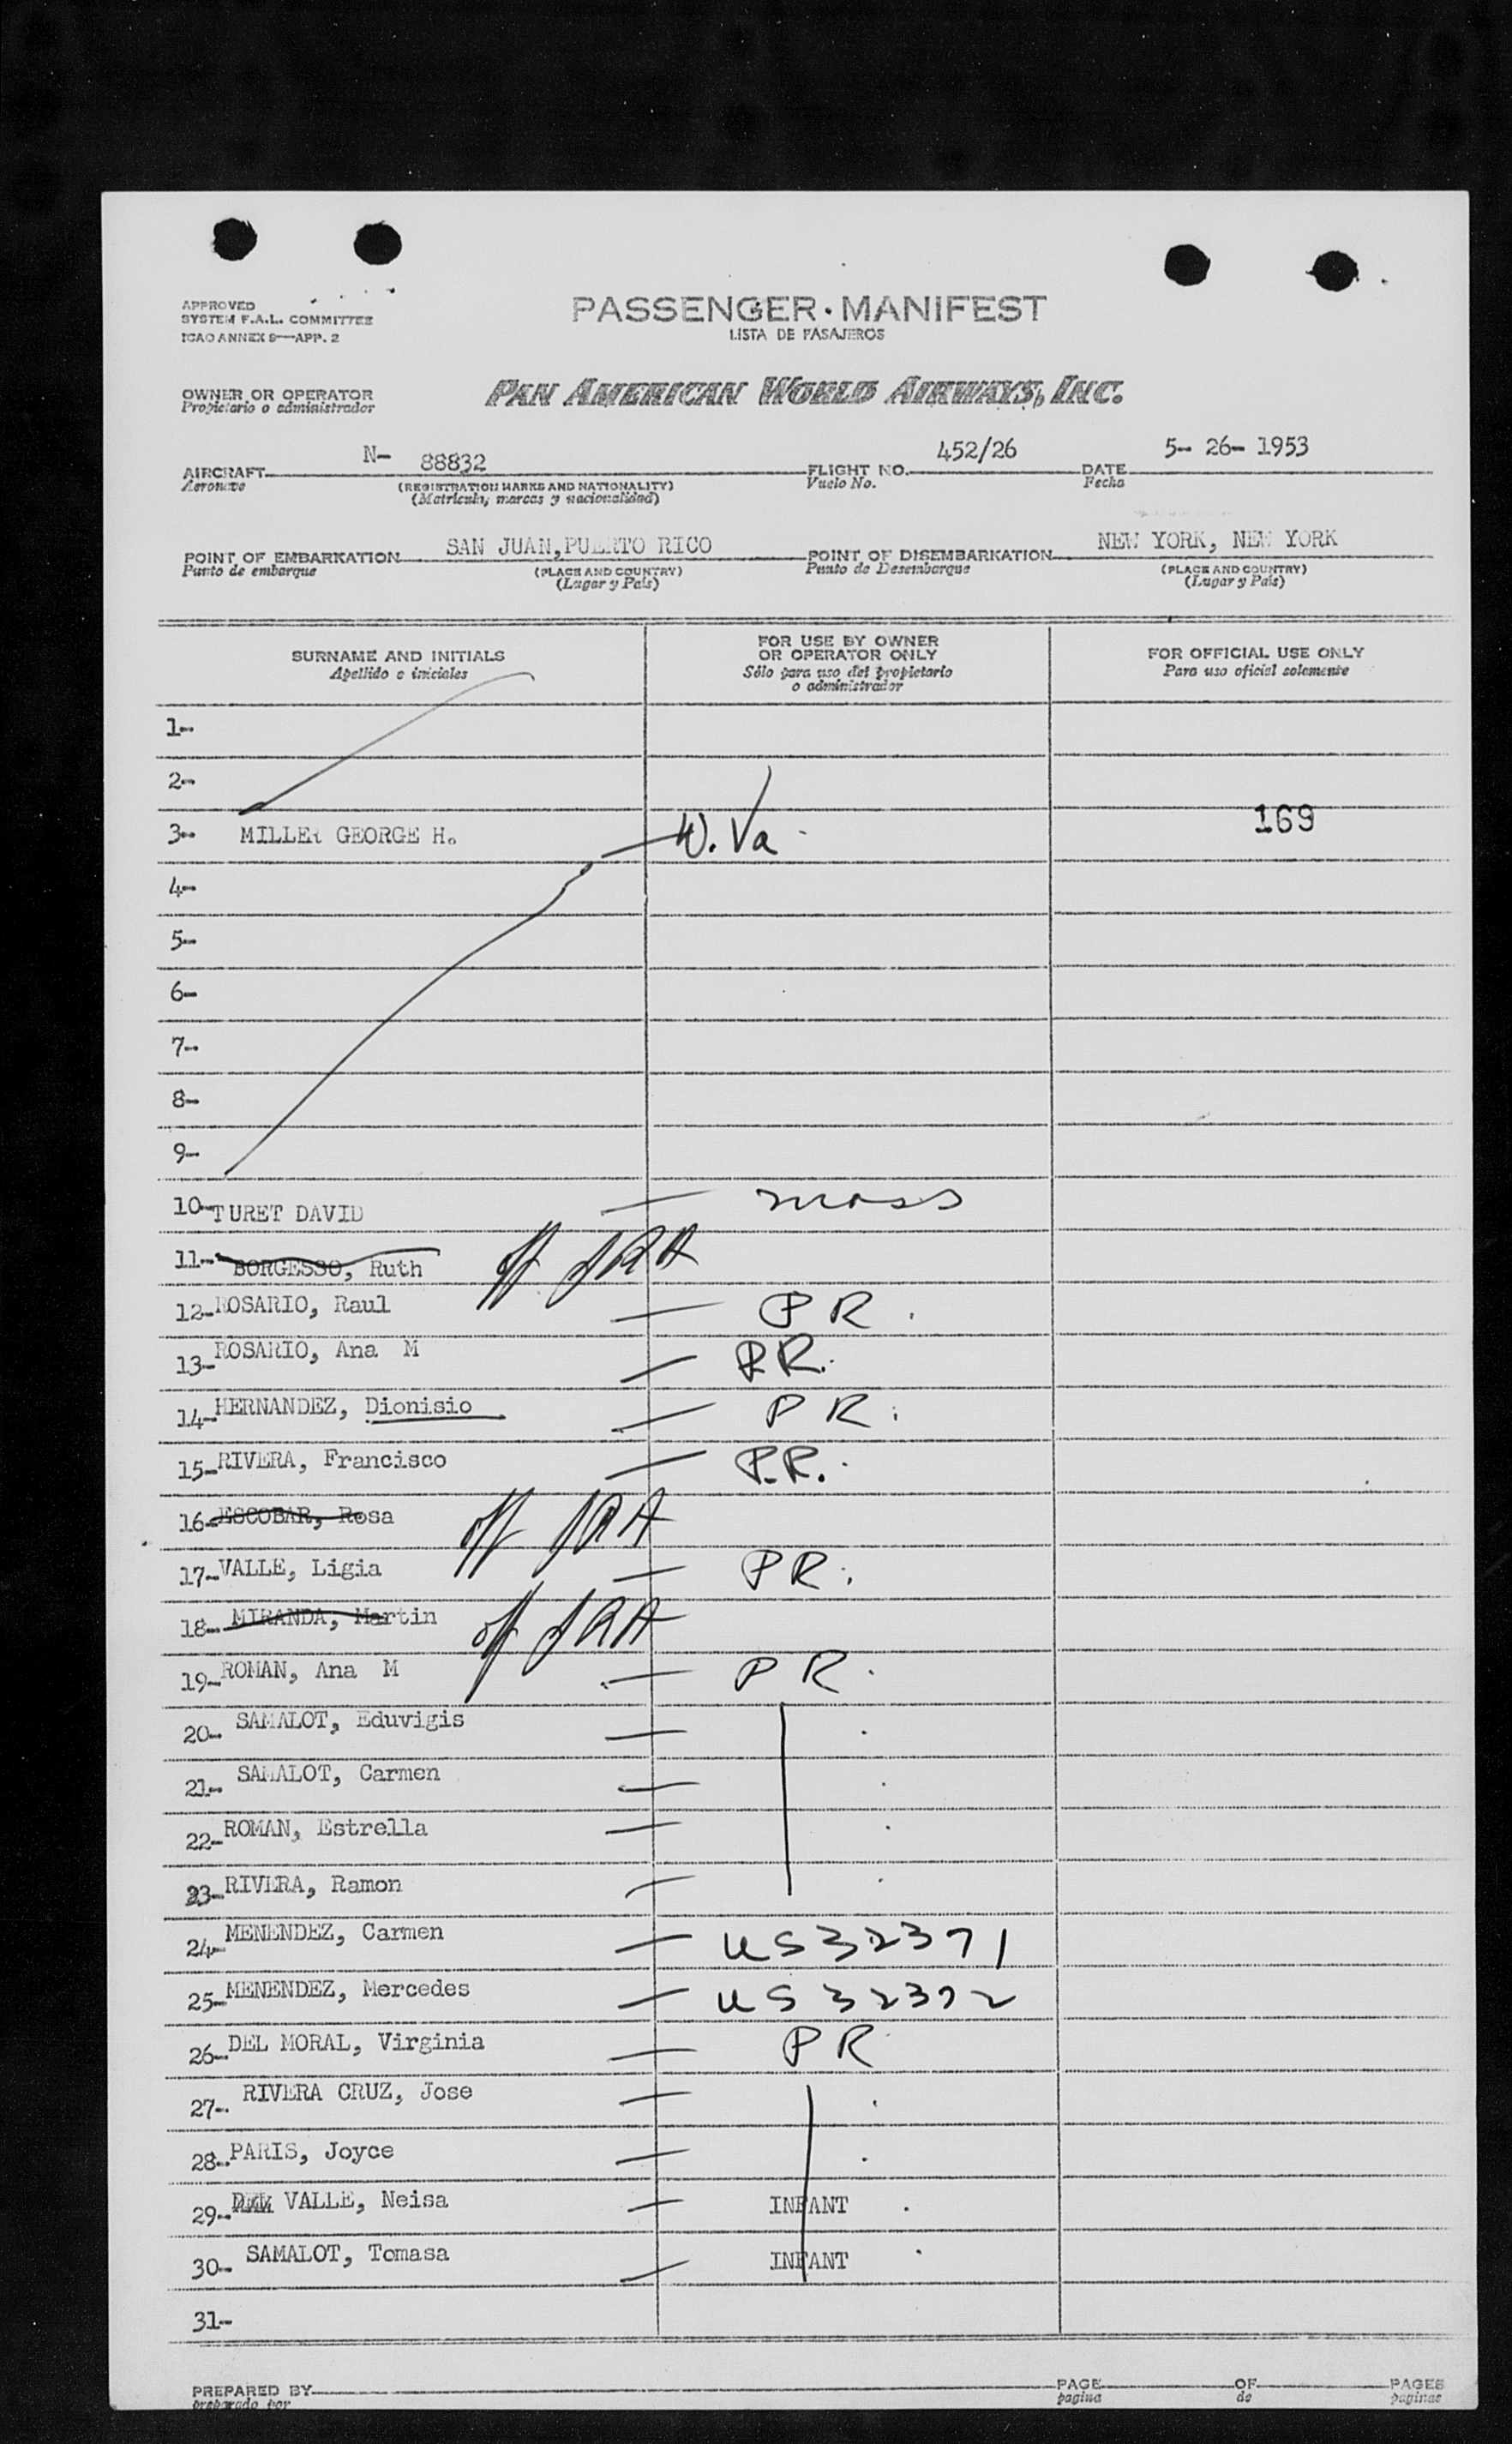 APPROVED
SYSTEM F.A.L. COMMITTEE
ICAO ANNEX 9—APP. 2
PASSENGER · MANIFEST
LISTA DE PASAJEROS
OWNER OR OPERATOR
Propietario o administrador
PAN AMERICAN WORLD AIRWAYS, INC.
AIRCRAFT N- 88832 FLIGHT NO. 452/26 DATE 5- 26- 1953
Aeronave (REGISTRATION MARKS AND NATIONALITY) Vuelo No. Fecha
(Matricula, marcas y nacionalidad)
POINT OF EMBARKATION SAN JUAN, PUERTO RICO POINT OF DISEMBARKATION NEW YORK, NEW YORK
Punto de embarque (PLACE AND COUNTRY) Punto de Desembarque (PLACE AND COUNTRY)
(Lugar y País) (Lugar y País)
SURNAME AND INITIALS FOR USE BY OWNER OR OPERATOR ONLY FOR OFFICIAL USE ONLY
Apellido e iniciales Sólo para uso del propietario o administrador Para uso oficial solamente
1-
2-
3- MILLER GEORGE H. W. Va 169
4-
5-
6-
7-
8-
9-
10- TURET DAVID mass
11- BORGESSO, Ruth off
12- ROSARIO, Raul PR.
13- ROSARIO, Ana M P.R.
14- HERNANDEZ, Dionisio PR.
15- RIVERA, Francisco P.R.
16- ESCOBAR, Rosa off
17- VALLE, Ligia PR.
18- MIRANDA, Martin off
19- ROMAN, Ana M PR.
20- SAMALOT, Eduvigis
21- SAMALOT, Carmen
22- ROMAN, Estrella
23- RIVERA, Ramon
24- MENENDEZ, Carmen US32371
25- MENENDEZ, Mercedes US32372
26- DEL MORAL, Virginia PR
27- RIVERA CRUZ, Jose
28- PARIS, Joyce
29- VALLE, Neisa INFANT
30- SAMALOT, Tomasa INFANT
31-
PREPARED BY PAGE OF PAGES
preparado por pagina de paginas